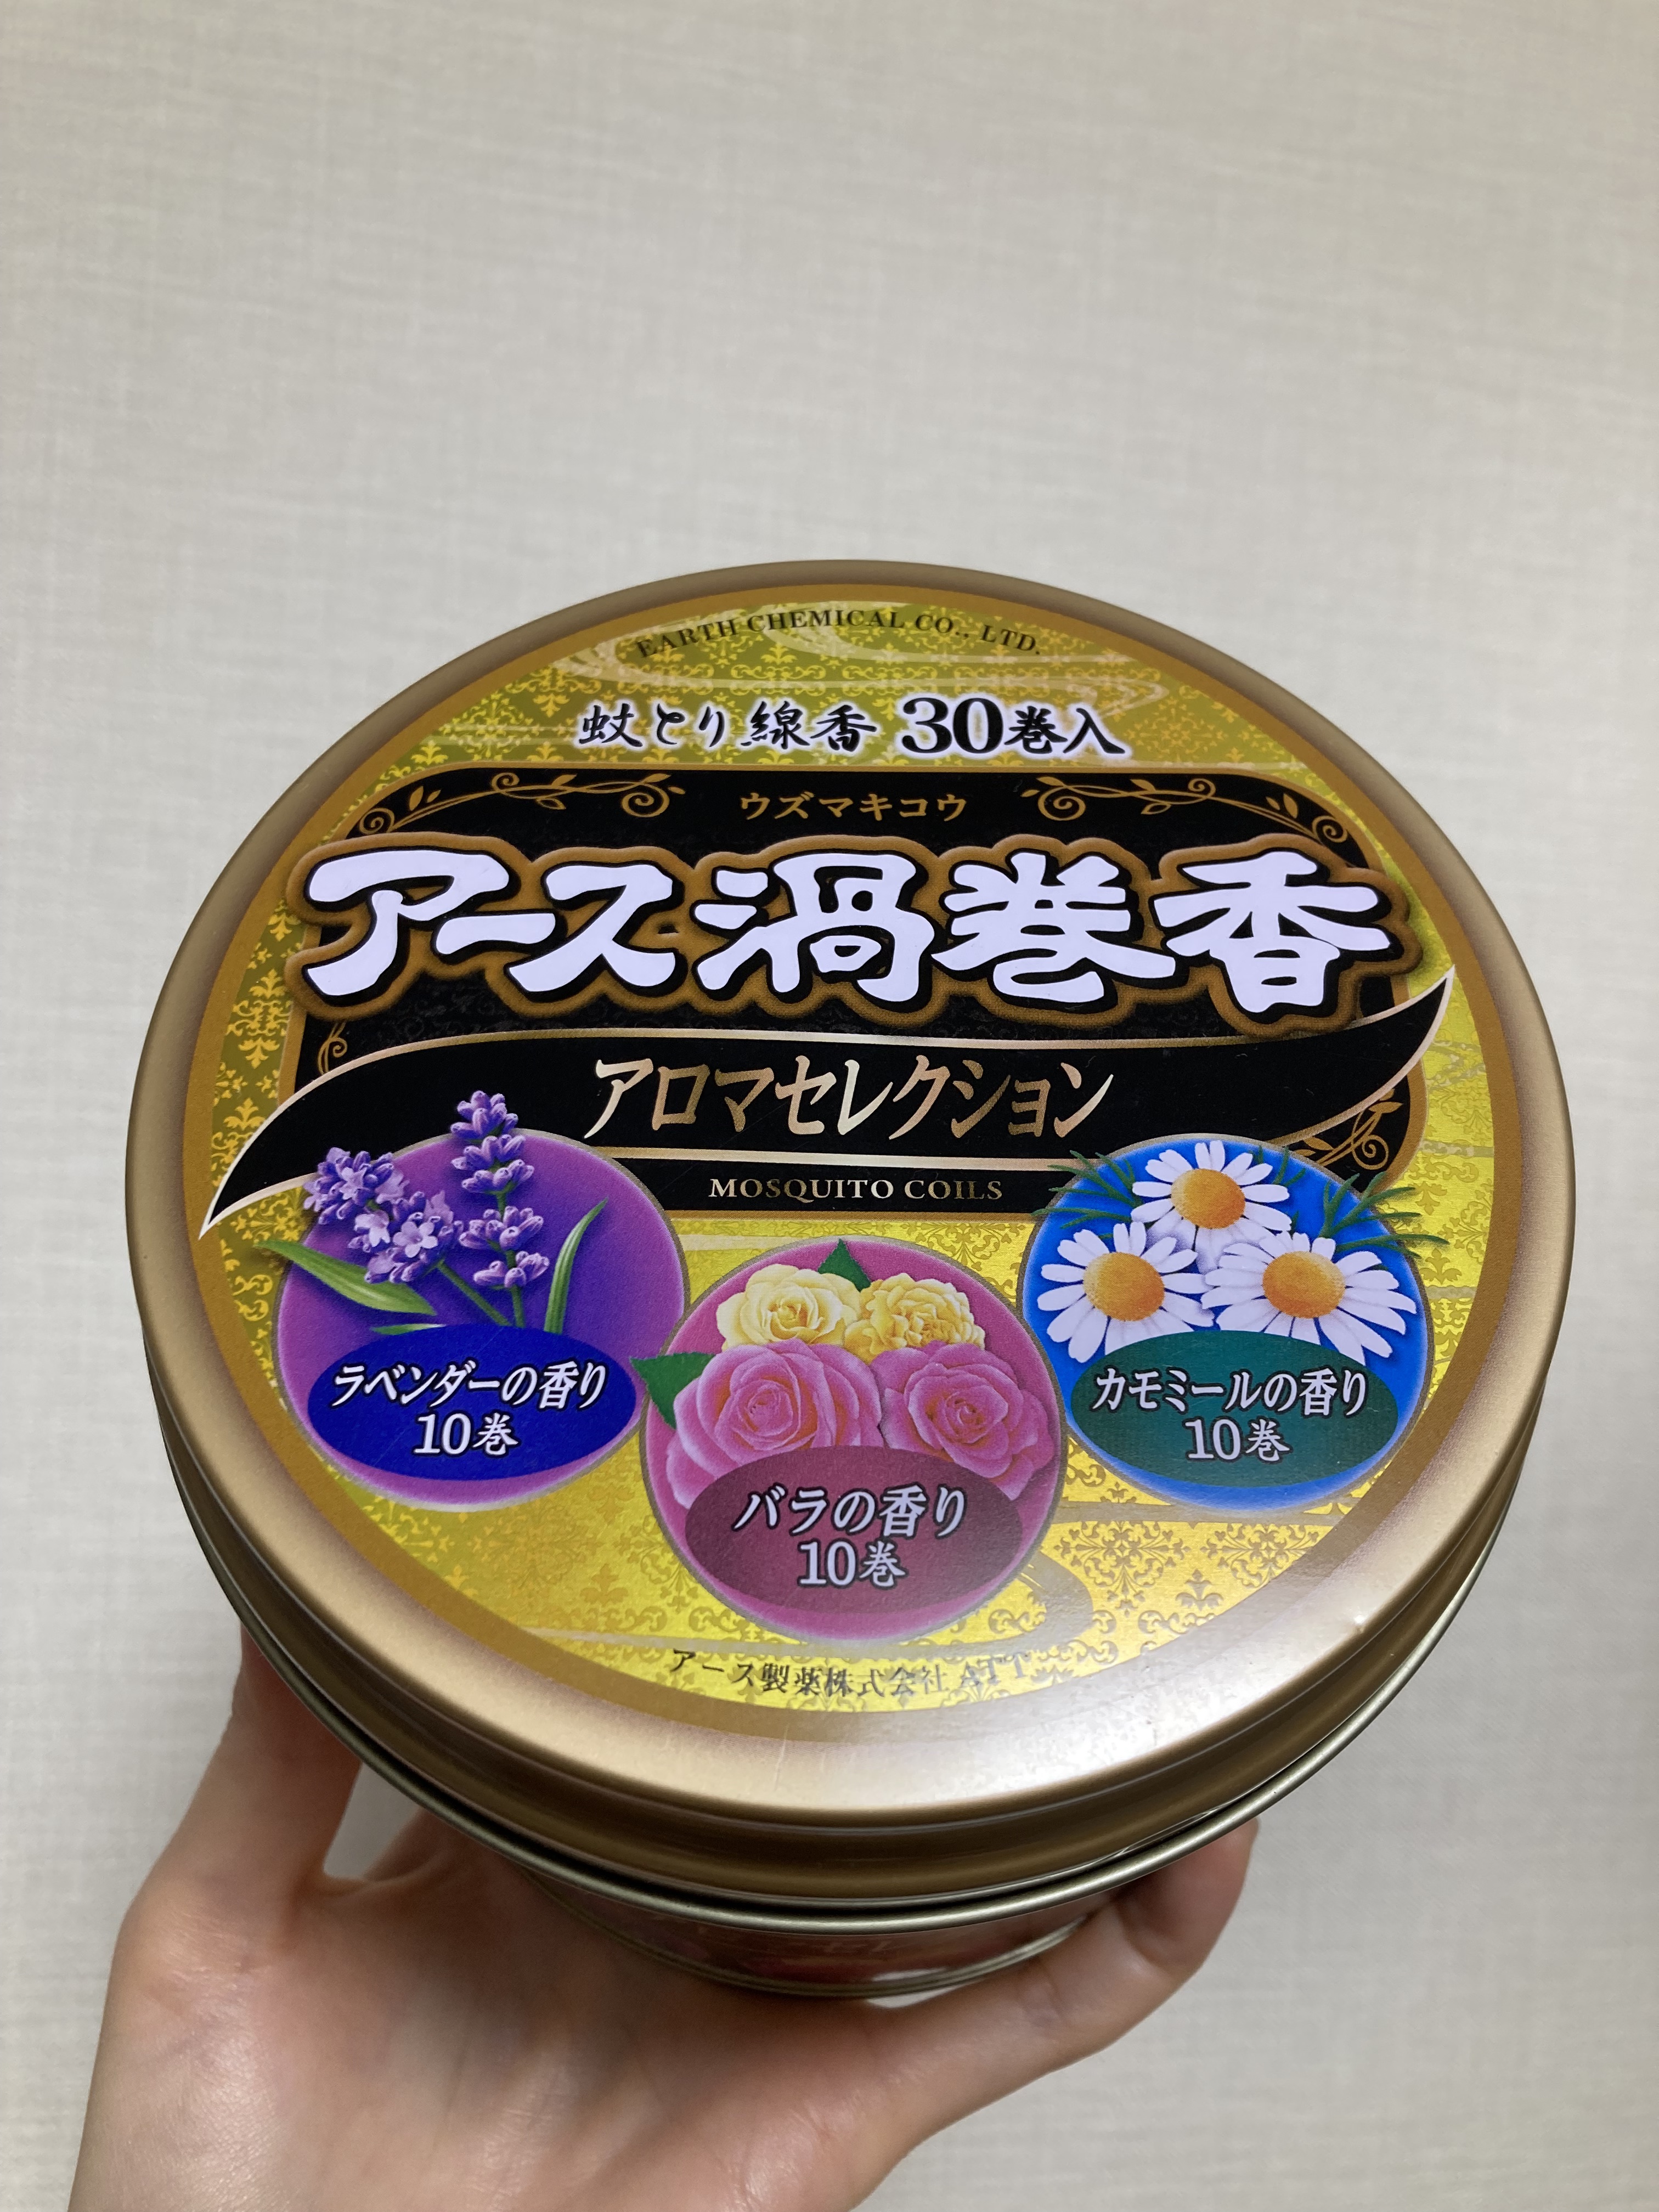 EARTH CHEMICAL CO., LTD.
蚊とり線香 30巻入
ウズマキコウ
アース渦巻香
アロマセレクション
MOSQUITO COILS
ラベンダーの香り
10巻
カモミールの香り
10巻
バラの香り
10巻
アース製薬株式会社 ATT